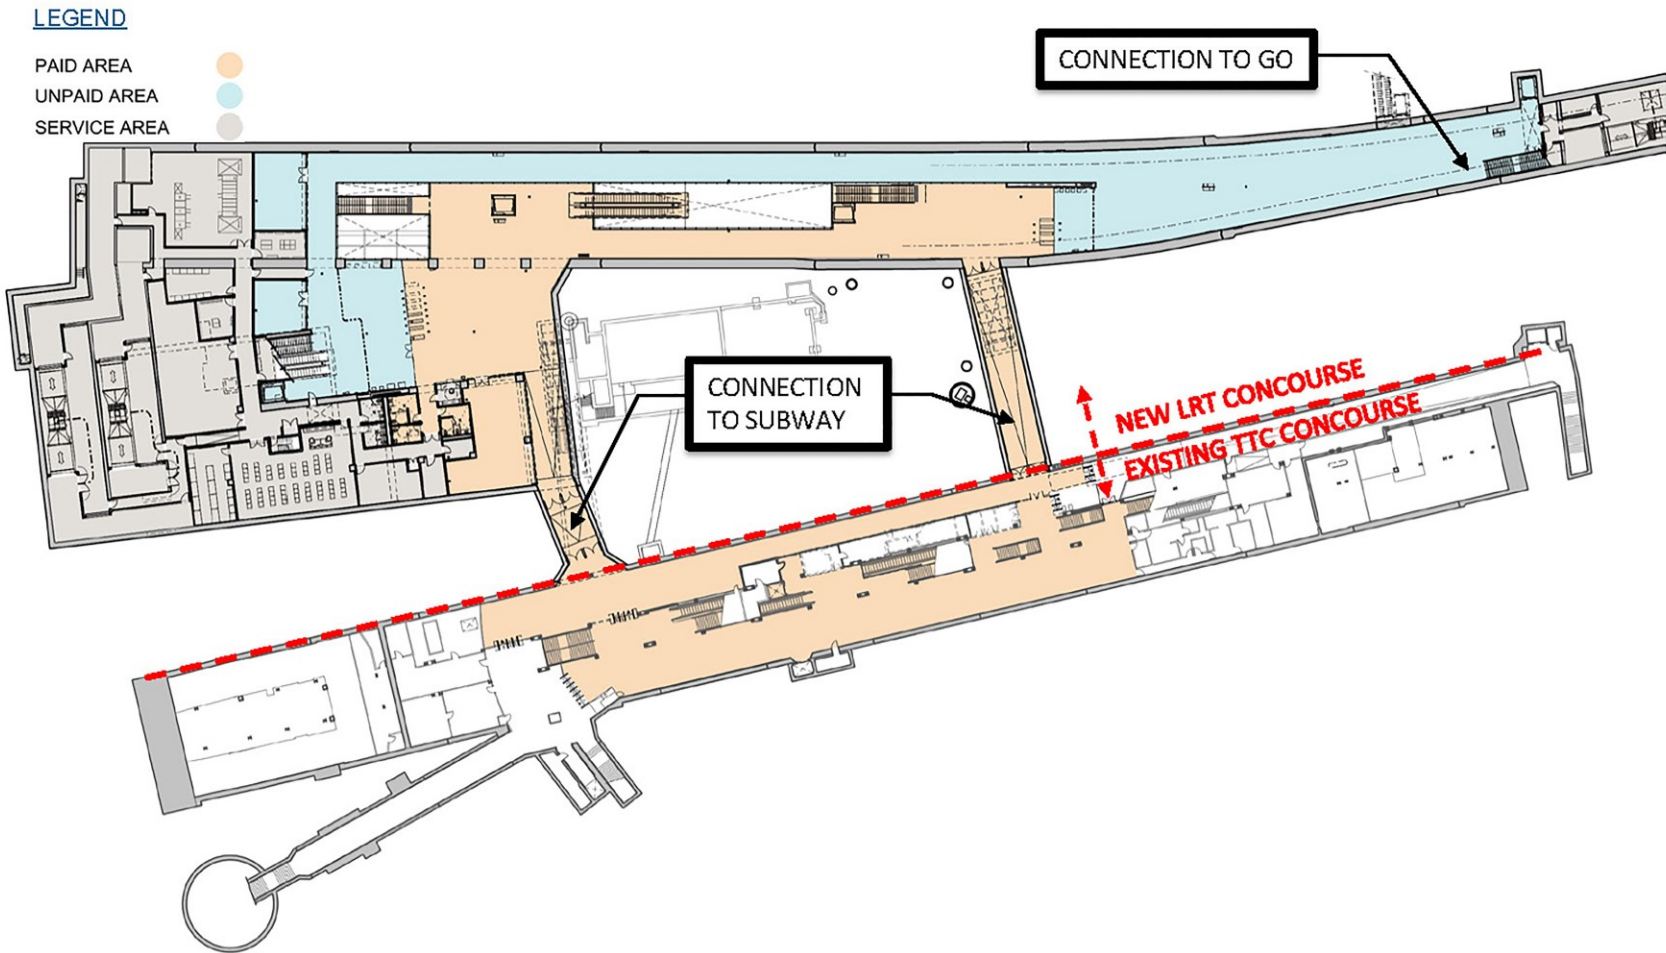 LEGEND
PAID AREA
UNPAID AREA
SERVICE AREA
CONNECTION TO GO
CONNECTION
TO SUBWAY
NEW LRT CONCOURSE
EXISTING TTC CONCOURSE